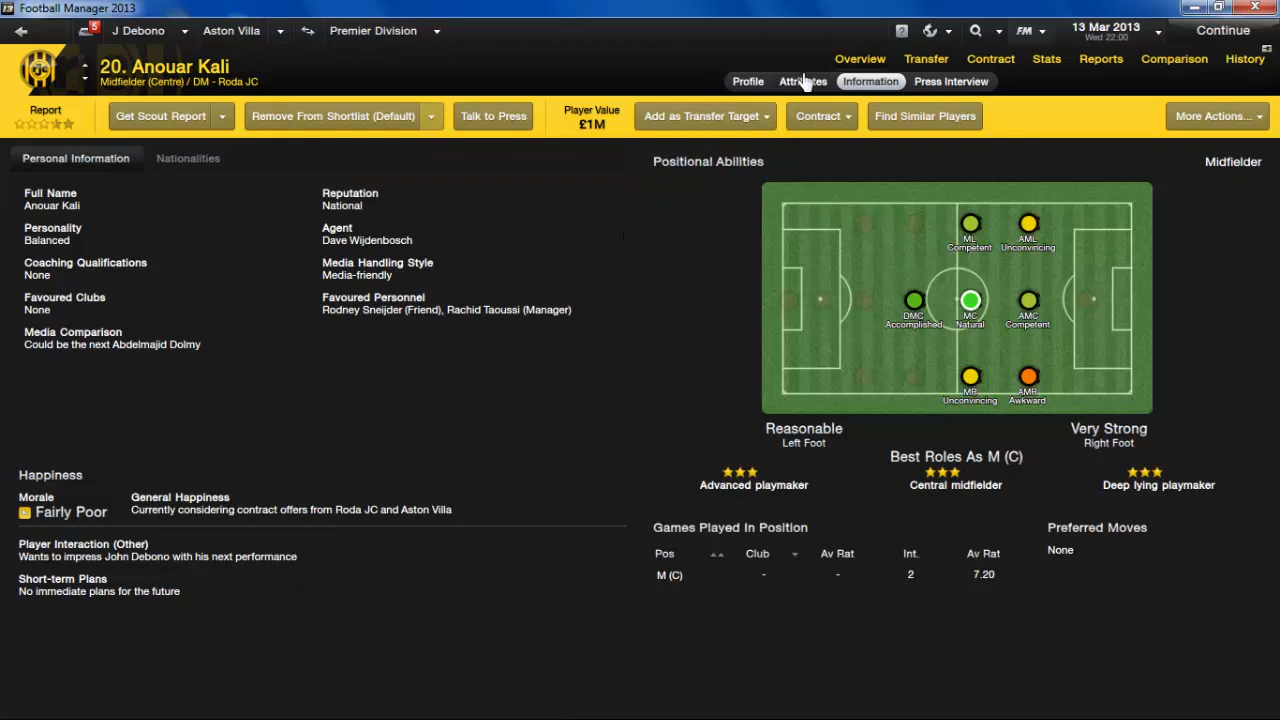 Football Manager 2013
5 J Debono Aston Villa Premier Division FM 13 Mar 2013 Continue
Wed 22:00
20. Anouar Kali
Midfielder (Centre) / DM - Roda JC
Overview Transfer Contract Stats Reports Comparison History
Profile Attributes Information Press Interview
Report
Get Scout Report Remove From Shortlist (Default) Talk to Press
Player Value
£1M
Add as Transfer Target Contract Find Similar Players More Actions...
Personal Information Nationalities
Full Name
Anouar Kali
Reputation
National
Personality
Balanced
Agent
Dave Wijdenbosch
Coaching Qualifications
None
Media Handling Style
Media-friendly
Favoured Clubs
None
Favoured Personnel
Rodney Sneijder (Friend), Rachid Taoussi (Manager)
Media Comparison
Could be the next Abdelmajid Dolmy
Happiness
Morale
Fairly Poor
General Happiness
Currently considering contract offers from Roda JC and Aston Villa
Player Interaction (Other)
Wants to impress John Debono with his next performance
Short-term Plans
No immediate plans for the future
Positional Abilities Midfielder
ML
Competent
AML
Unconvincing
DMC
Accomplished
MC
Natural
AMC
Competent
MR
Unconvincing
AMR
Awkward
Reasonable
Left Foot
Very Strong
Right Foot
Best Roles As M (C)
Advanced playmaker Central midfielder Deep lying playmaker
Games Played In Position
Pos Club Av Rat Int. Av Rat
M (C) - - 2 7.20
Preferred Moves
None